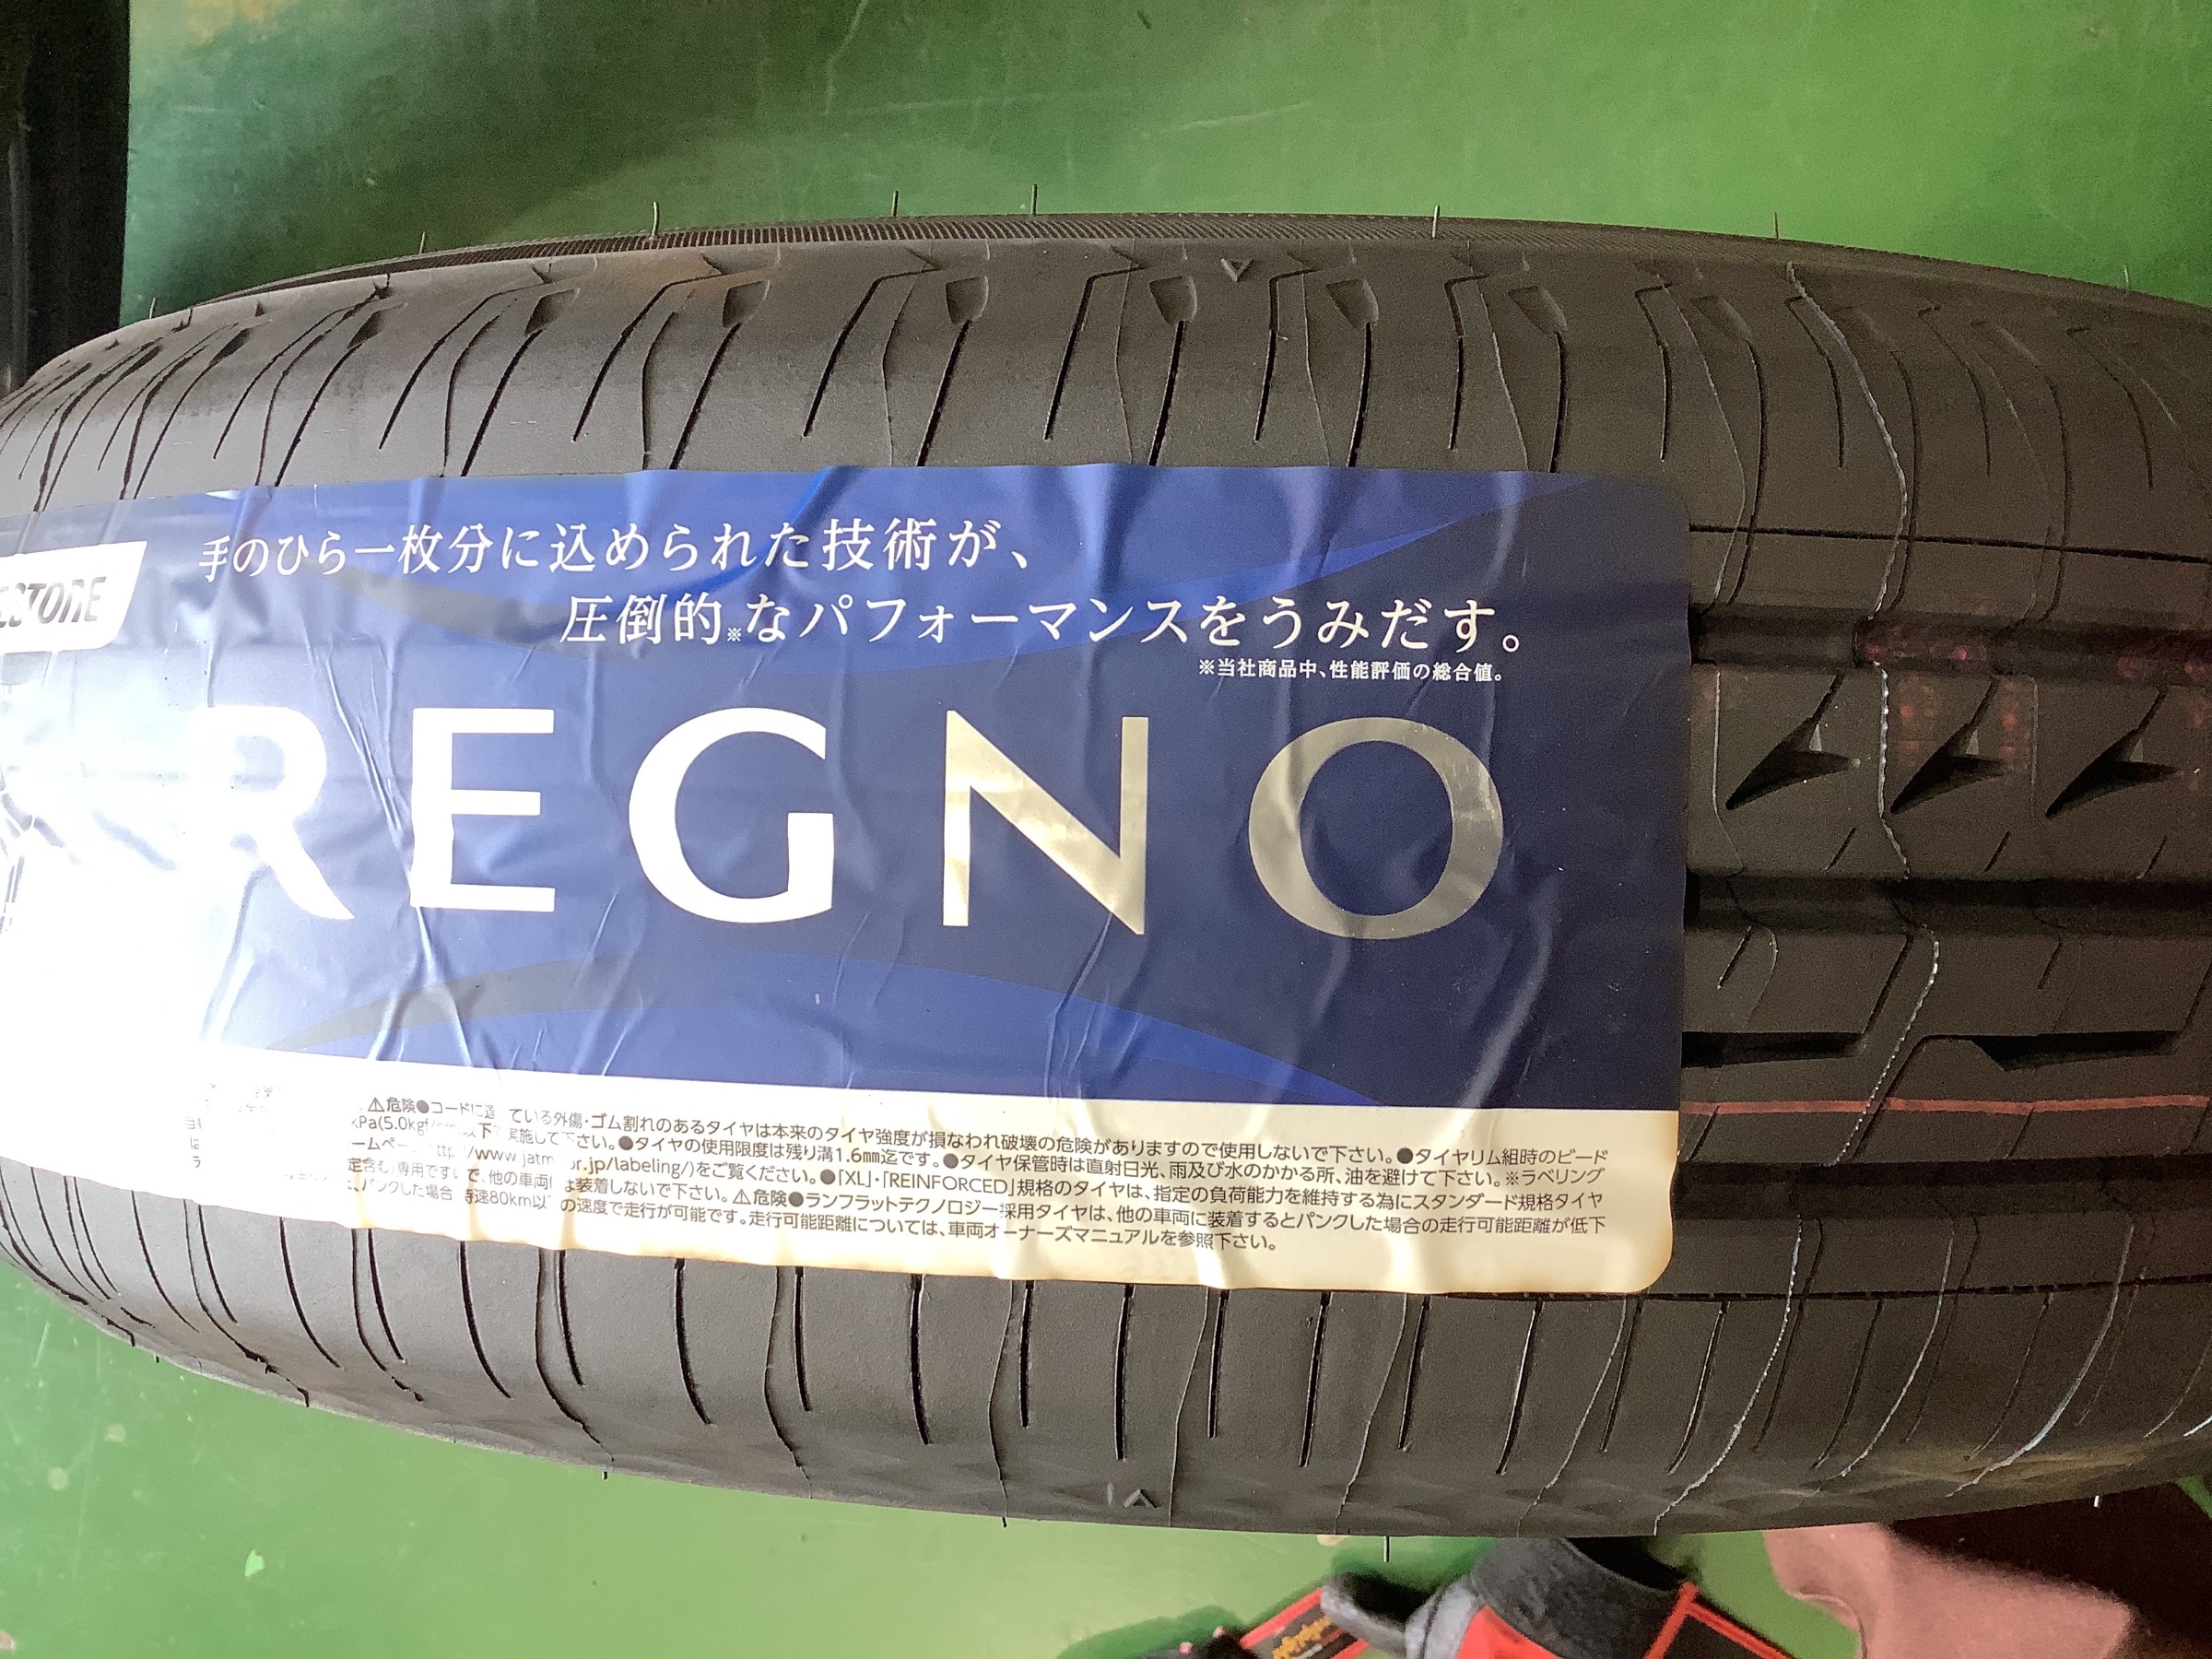 手のひら一枚分に込められた技術が、
圧倒的※なパフォーマンスをうみだす。
※当社商品中、性能評価の総合値。
REGNO
⚠危険●コードに ている外傷・ゴム割れのあるタイヤは本来のタイヤ強度が損なわれ破壊の危険がありますので使用しないで下さい。●タイヤリム組時のビード
kPa(5.0kgf/ 以下 実施して下さい。●タイヤの使用限度は残り溝1.6mm迄です。●タイヤ保管時は直射日光、雨及び水のかかる所、油を避けて下さい。※ラベリング
ームペー //www.jatm or.jp/labeling/)をご覧ください。●「XL」・「REINFORCED」規格のタイヤは、指定の負荷能力を維持する為にスタンダード規格タイヤ
定含む)専用です で、他の車両 は装着しないで下さい。⚠危険●ランフラットテクノロジー採用タイヤは、他の車両に装着するとパンクした場合の走行可能距離が低下
、パンクした場合 時速80km以 の速度で走行が可能です。走行可能距離については、車両オーナーズマニュアルを参照下さい。